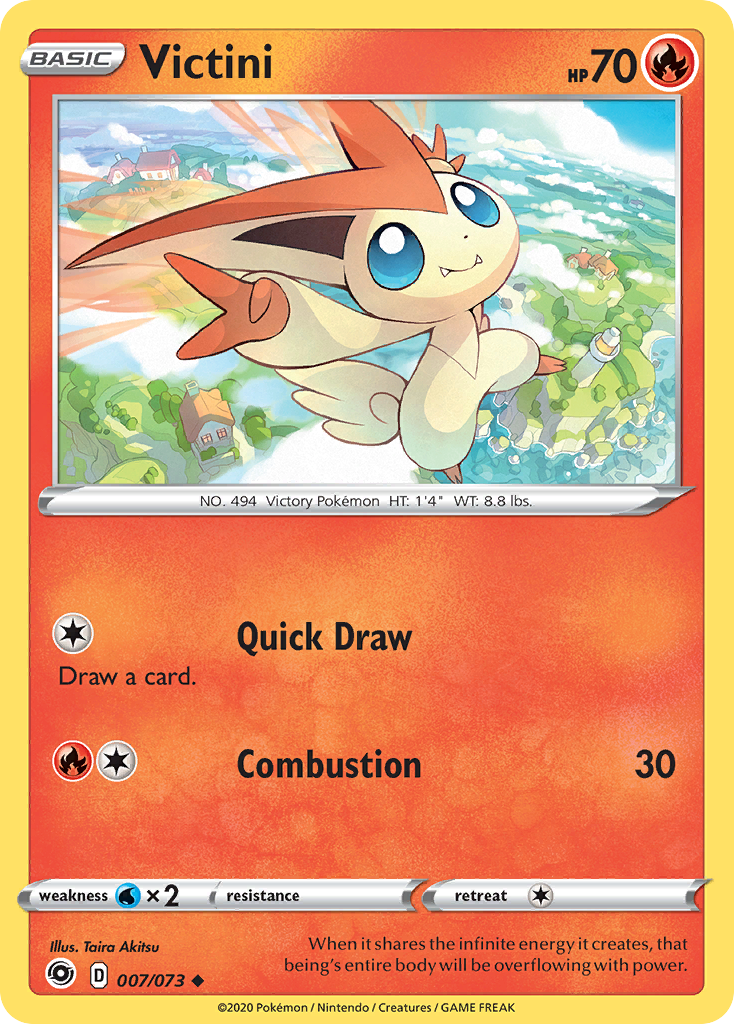 BASIC Victini HP 70
NO. 494 Victory Pokémon HT: 1'4" WT: 8.8 lbs.
Quick Draw
Draw a card.
Combustion 30
weakness ×2 resistance retreat
Illus. Taira Akitsu
When it shares the infinite energy it creates, that
being's entire body will be overflowing with power.
D 007/073
©2020 Pokémon / Nintendo / Creatures / GAME FREAK